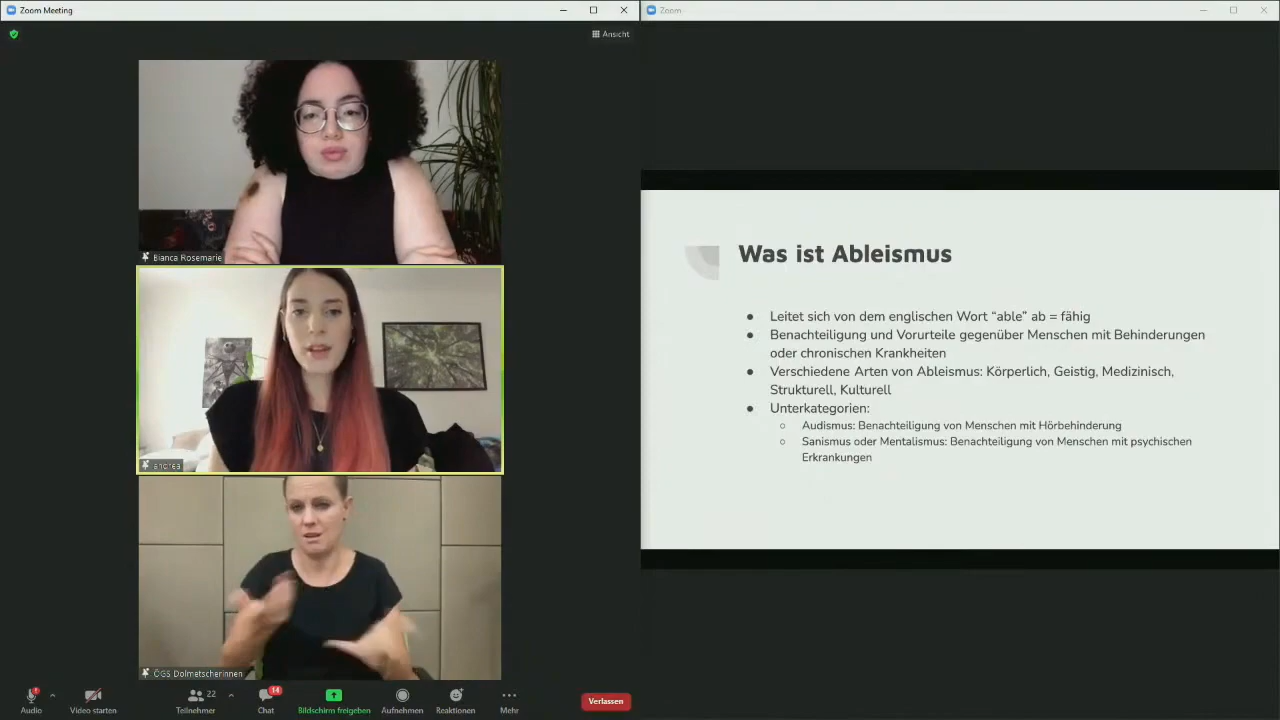 Zoom Meeting
Ansicht
Bianca Rosemarie
andrea
ÖGS Dolmetscherinnen
Audio
Video starten
22
Teilnehmer
14
Chat
Bildschirm freigeben
Aufnehmen
Reaktionen
Mehr
Verlassen
Zoom
Was ist Ableismus
● Leitet sich von dem englischen Wort “able” ab = fähig
● Benachteiligung und Vorurteile gegenüber Menschen mit Behinderungen
oder chronischen Krankheiten
● Verschiedene Arten von Ableismus: Körperlich, Geistig, Medizinisch,
Strukturell, Kulturell
● Unterkategorien:
○ Audismus: Benachteiligung von Menschen mit Hörbehinderung
○ Sanismus oder Mentalismus: Benachteiligung von Menschen mit psychischen
Erkrankungen